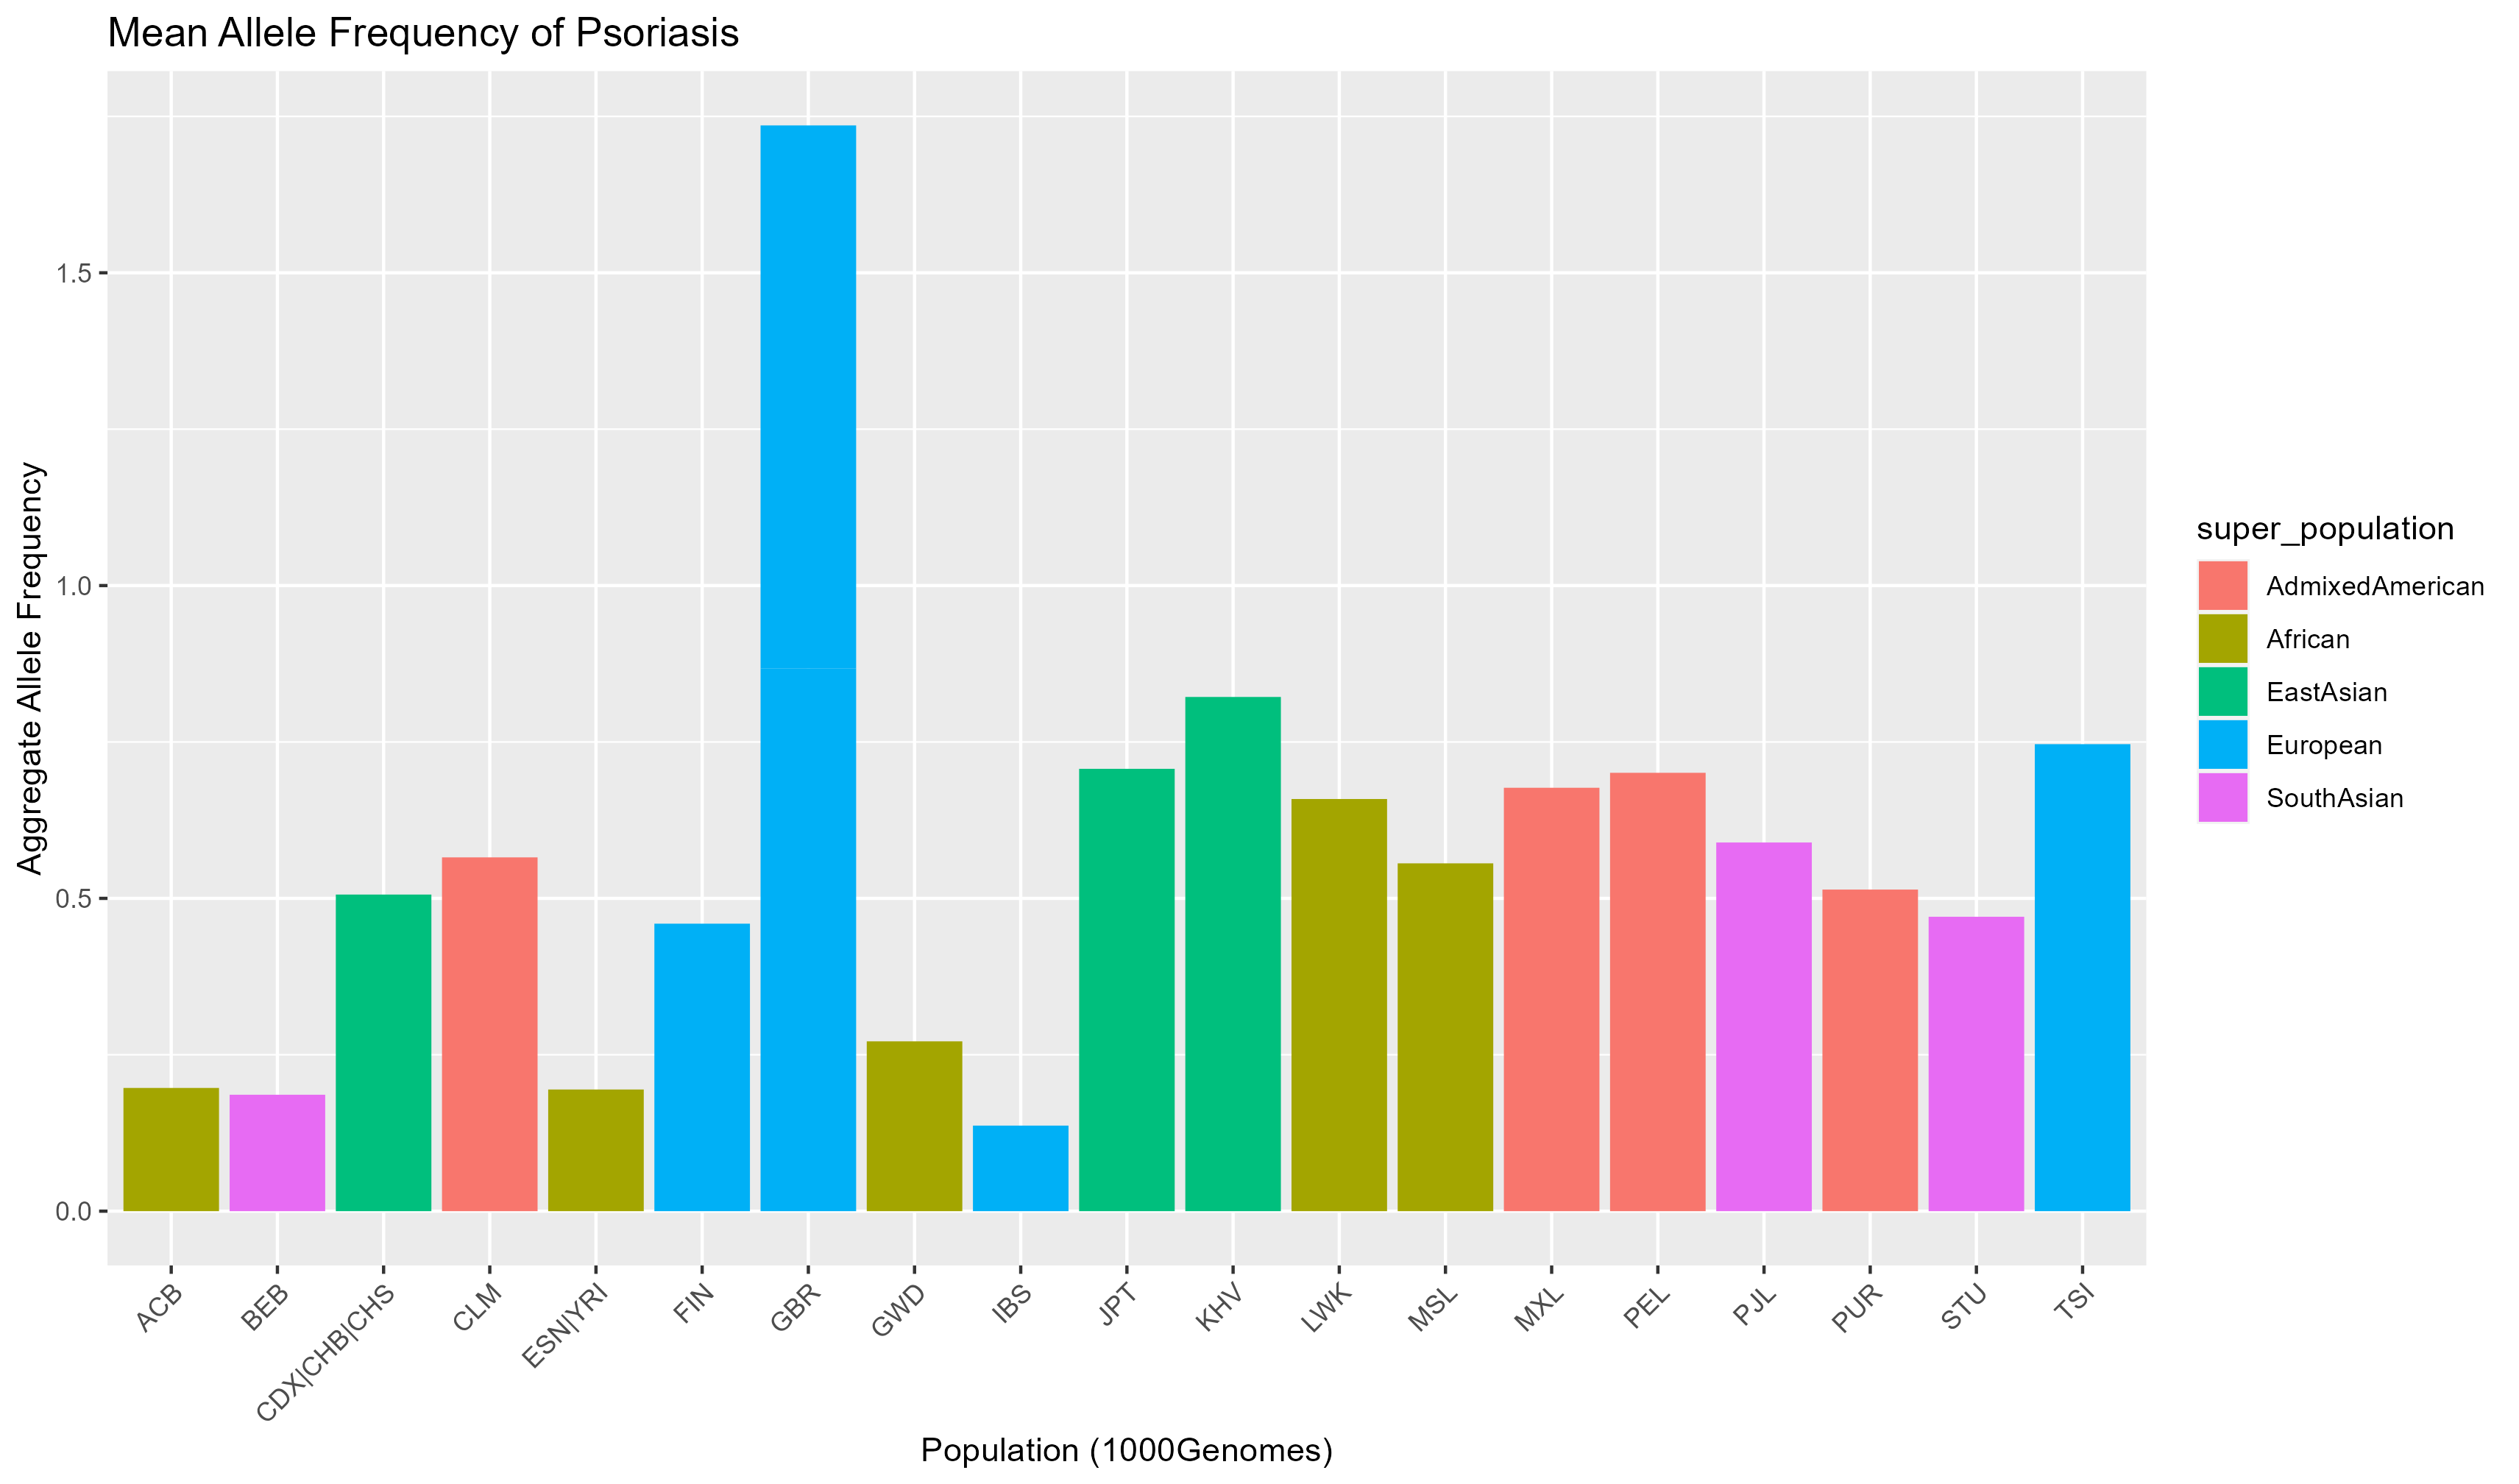 Mean Allele Frequency of Psoriasis
Aggregate Allele Frequency
1.5
1.0
0.5
0.0
ACB
BEB
CDX|CHB|CHS
CLM
ESN|YRI
FIN
GBR
GWD
IBS
JPT
KHV
LWK
MSL
MXL
PEL
PJL
PUR
STU
TSI
Population (1000Genomes)
super_population
AdmixedAmerican
African
EastAsian
European
SouthAsian